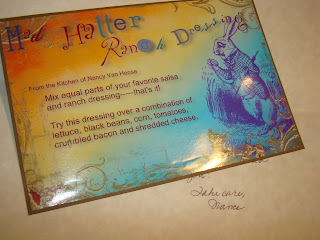 Mad Hatter
Ranch Dressing
From the Kitchen of Nancy Van Hesse
Mix equal parts of your favorite salsa
and ranch dressing-----that's it!
Try this dressing over a combination of
lettuce, black beans, corn, tomatoes,
crumbled bacon and shredded cheese.
Take care,